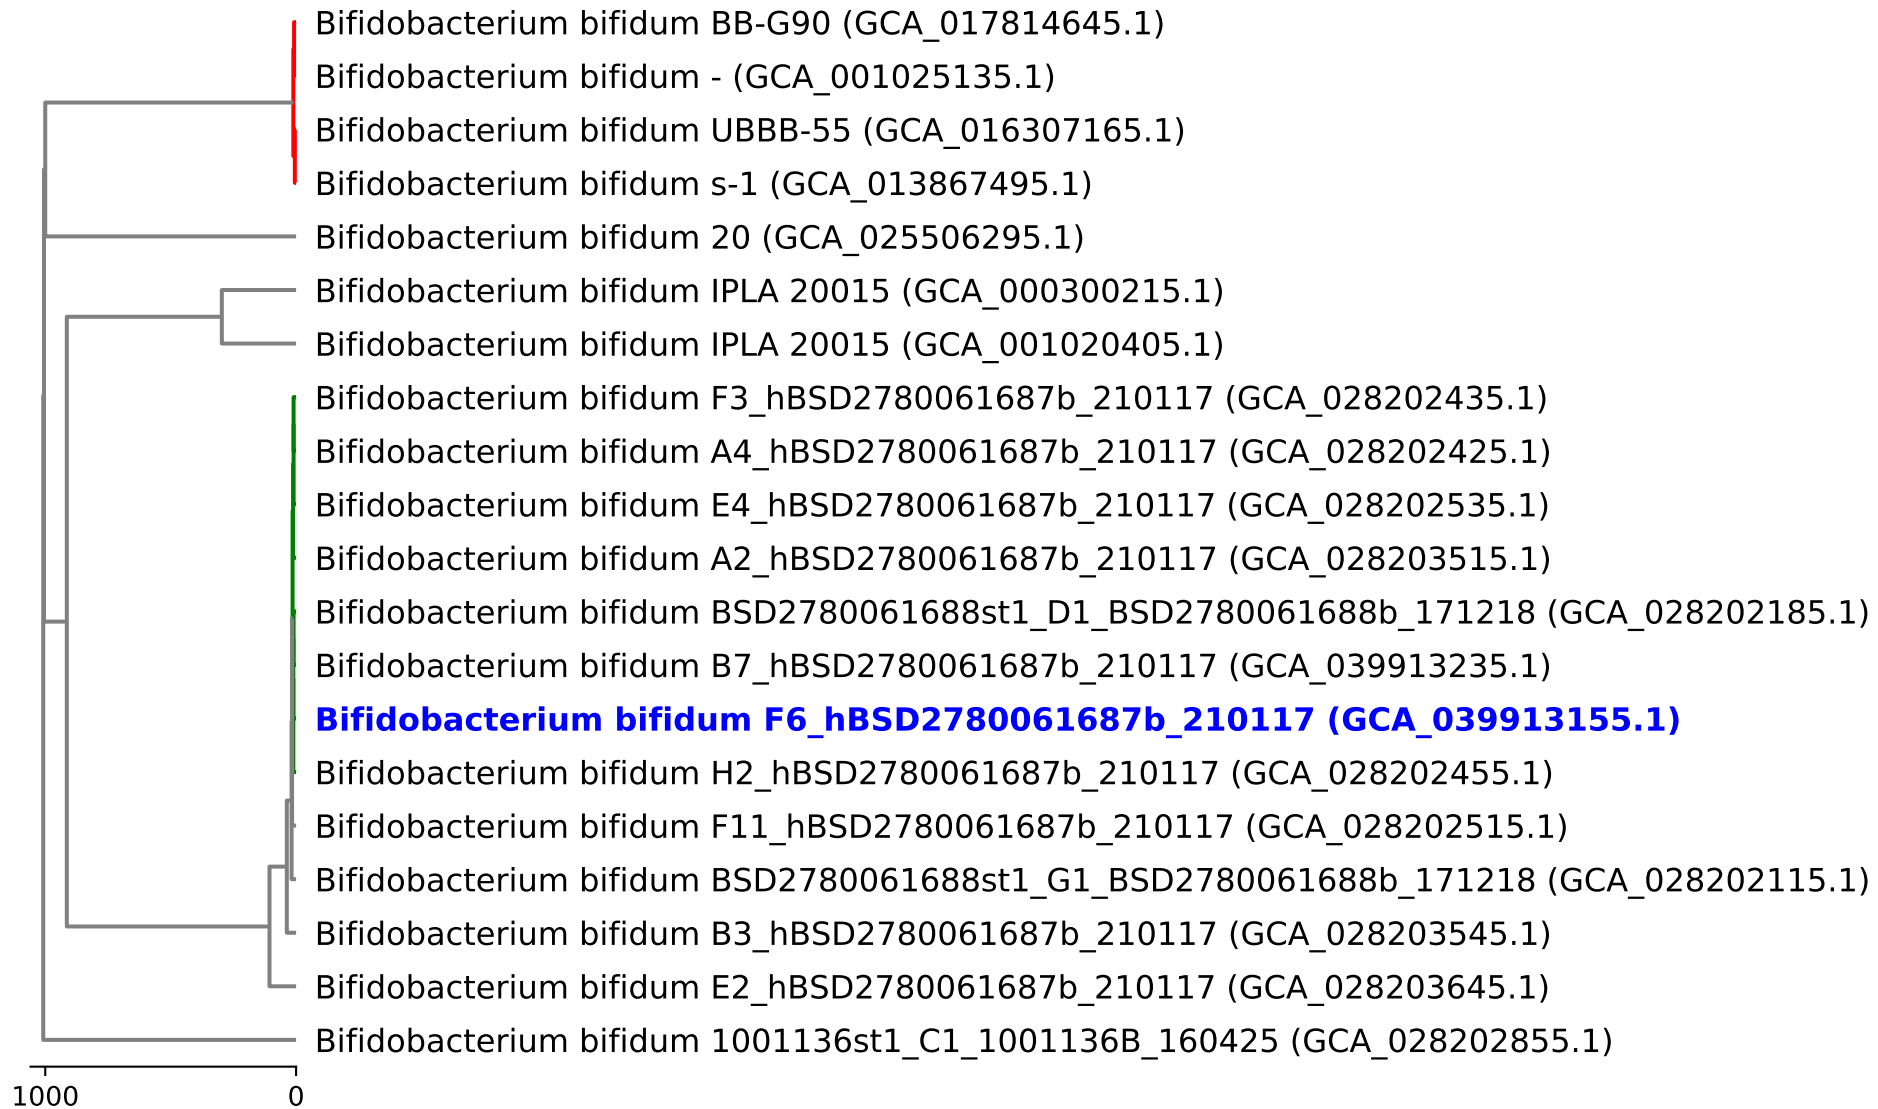 Bifidobacterium bifidum BB-G90 (GCA_017814645.1)
Bifidobacterium bifidum - (GCA_001025135.1)
Bifidobacterium bifidum UBBB-55 (GCA_016307165.1)
Bifidobacterium bifidum s-1 (GCA_013867495.1)
Bifidobacterium bifidum 20 (GCA_025506295.1)
Bifidobacterium bifidum IPLA 20015 (GCA_000300215.1)
Bifidobacterium bifidum IPLA 20015 (GCA_001020405.1)
Bifidobacterium bifidum F3_hBSD2780061687b_210117 (GCA_028202435.1)
Bifidobacterium bifidum A4_hBSD2780061687b_210117 (GCA_028202425.1)
Bifidobacterium bifidum E4_hBSD2780061687b_210117 (GCA_028202535.1)
Bifidobacterium bifidum A2_hBSD2780061687b_210117 (GCA_028203515.1)
Bifidobacterium bifidum BSD2780061688st1_D1_BSD2780061688b_171218 (GCA_028202185.1)
Bifidobacterium bifidum B7_hBSD2780061687b_210117 (GCA_039913235.1)
Bifidobacterium bifidum F6_hBSD2780061687b_210117 (GCA_039913155.1)
Bifidobacterium bifidum H2_hBSD2780061687b_210117 (GCA_028202455.1)
Bifidobacterium bifidum F11_hBSD2780061687b_210117 (GCA_028202515.1)
Bifidobacterium bifidum BSD2780061688st1_G1_BSD2780061688b_171218 (GCA_028202115.1)
Bifidobacterium bifidum B3_hBSD2780061687b_210117 (GCA_028203545.1)
Bifidobacterium bifidum E2_hBSD2780061687b_210117 (GCA_028203645.1)
Bifidobacterium bifidum 1001136st1_C1_1001136B_160425 (GCA_028202855.1)
1000 0